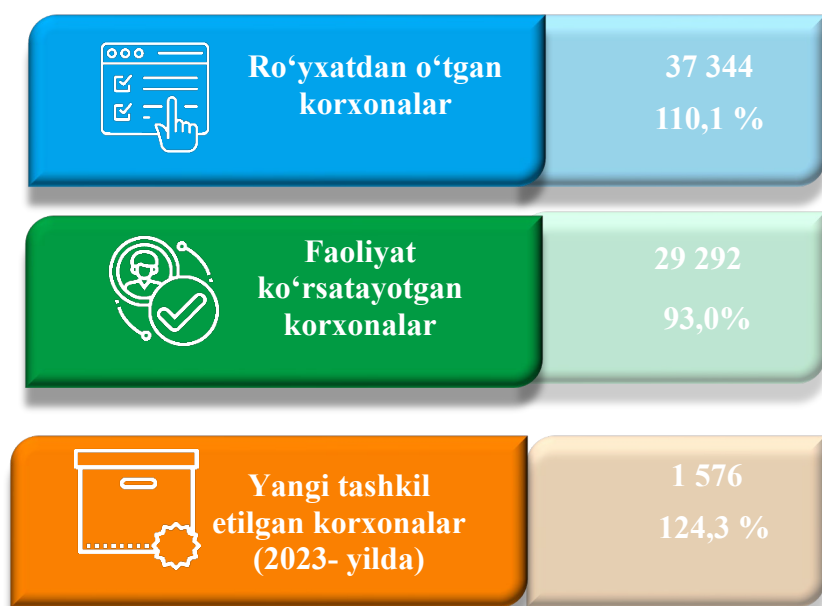 Ro‘yxatdan o‘tgan
korxonalar
37 344
110,1 %
Faoliyat
ko‘rsatayotgan
korxonalar
29 292
93,0%
Yangi tashkil
etilgan korxonalar
(2023- yilda)
1 576
124,3 %